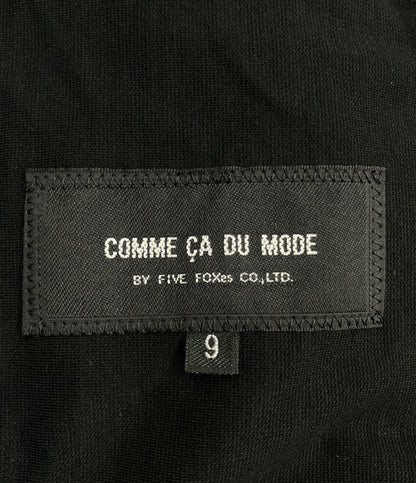 COMME ÇA DU MODE
BY FIVE FOXes CO.,LTD.
9